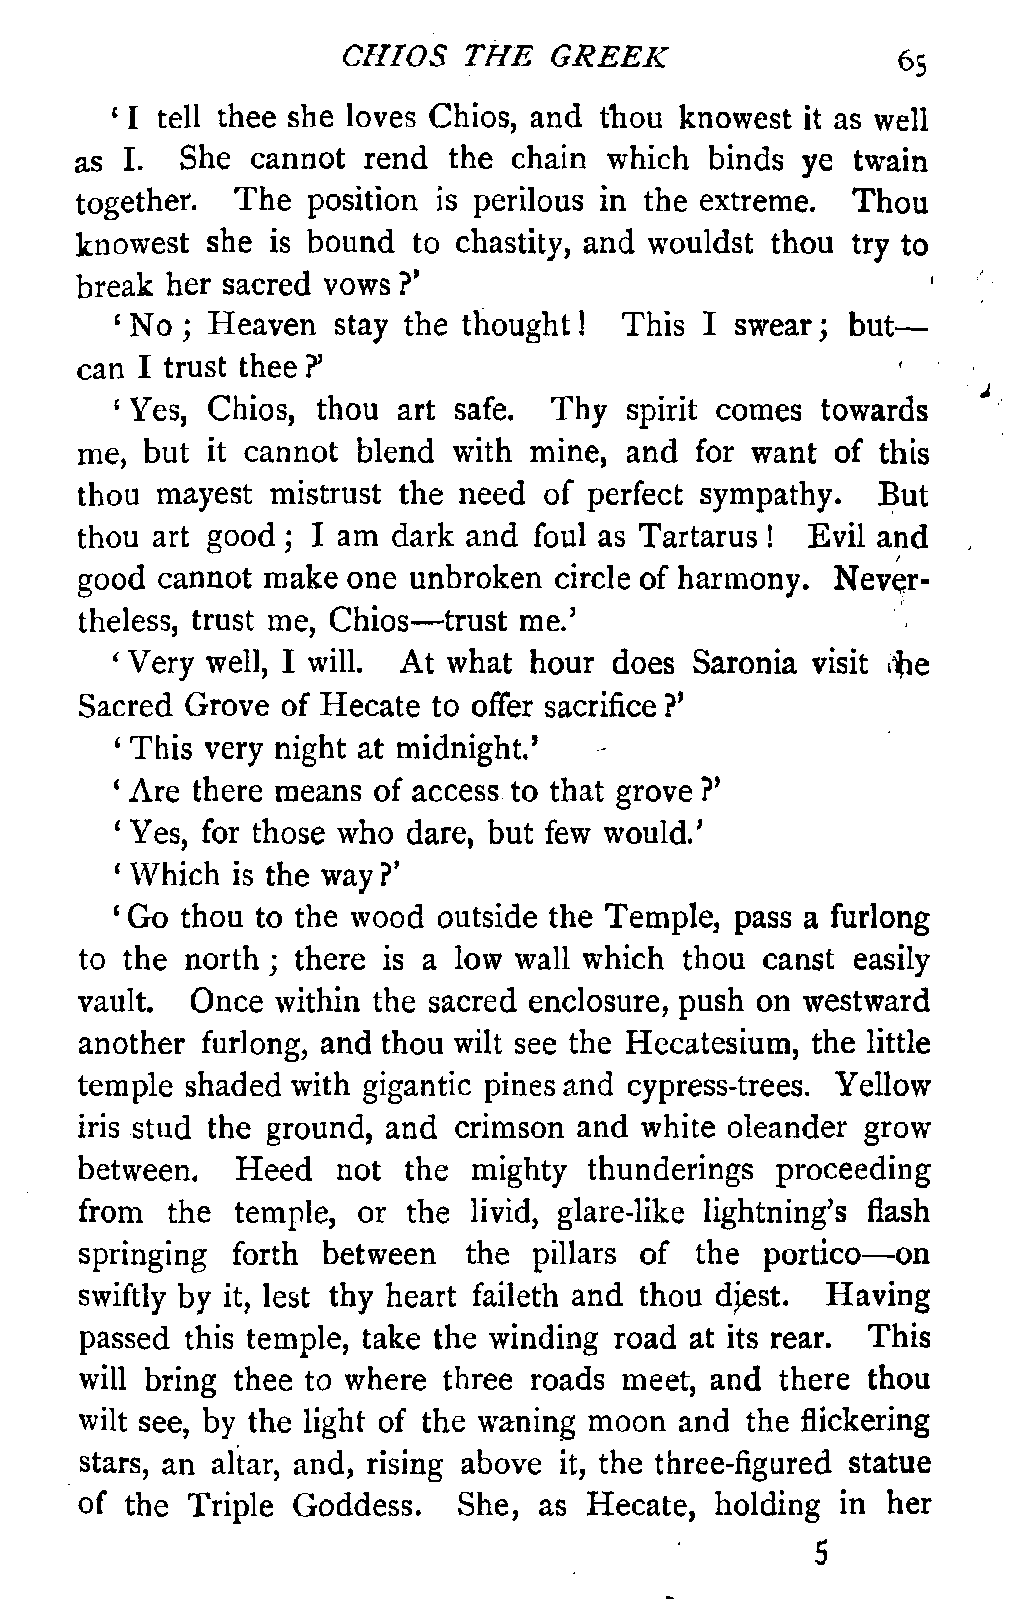 CHIOS THE GREEK 65
‘I tell thee she loves Chios, and thou knowest it as well
as I. She cannot rend the chain which binds ye twain
together. The position is perilous in the extreme. Thou
knowest she is bound to chastity, and wouldst thou try to
break her sacred vows?’
‘No; Heaven stay the thought! This I swear; but—
can I trust thee?’
‘Yes, Chios, thou art safe. Thy spirit comes towards
me, but it cannot blend with mine, and for want of this
thou mayest mistrust the need of perfect sympathy. But
thou art good; I am dark and foul as Tartarus! Evil and
good cannot make one unbroken circle of harmony. Never-
theless, trust me, Chios—trust me.’
‘Very well, I will. At what hour does Saronia visit the
Sacred Grove of Hecate to offer sacrifice?’
‘This very night at midnight.’
‘Are there means of access to that grove?’
‘Yes, for those who dare, but few would.’
‘Which is the way?’
‘Go thou to the wood outside the Temple, pass a furlong
to the north; there is a low wall which thou canst easily
vault. Once within the sacred enclosure, push on westward
another furlong, and thou wilt see the Hecatesium, the little
temple shaded with gigantic pines and cypress-trees. Yellow
iris stud the ground, and crimson and white oleander grow
between. Heed not the mighty thunderings proceeding
from the temple, or the livid, glare-like lightning’s flash
springing forth between the pillars of the portico—on
swiftly by it, lest thy heart faileth and thou diest. Having
passed this temple, take the winding road at its rear. This
will bring thee to where three roads meet, and there thou
wilt see, by the light of the waning moon and the flickering
stars, an altar, and, rising above it, the three-figured statue
of the Triple Goddess. She, as Hecate, holding in her
5